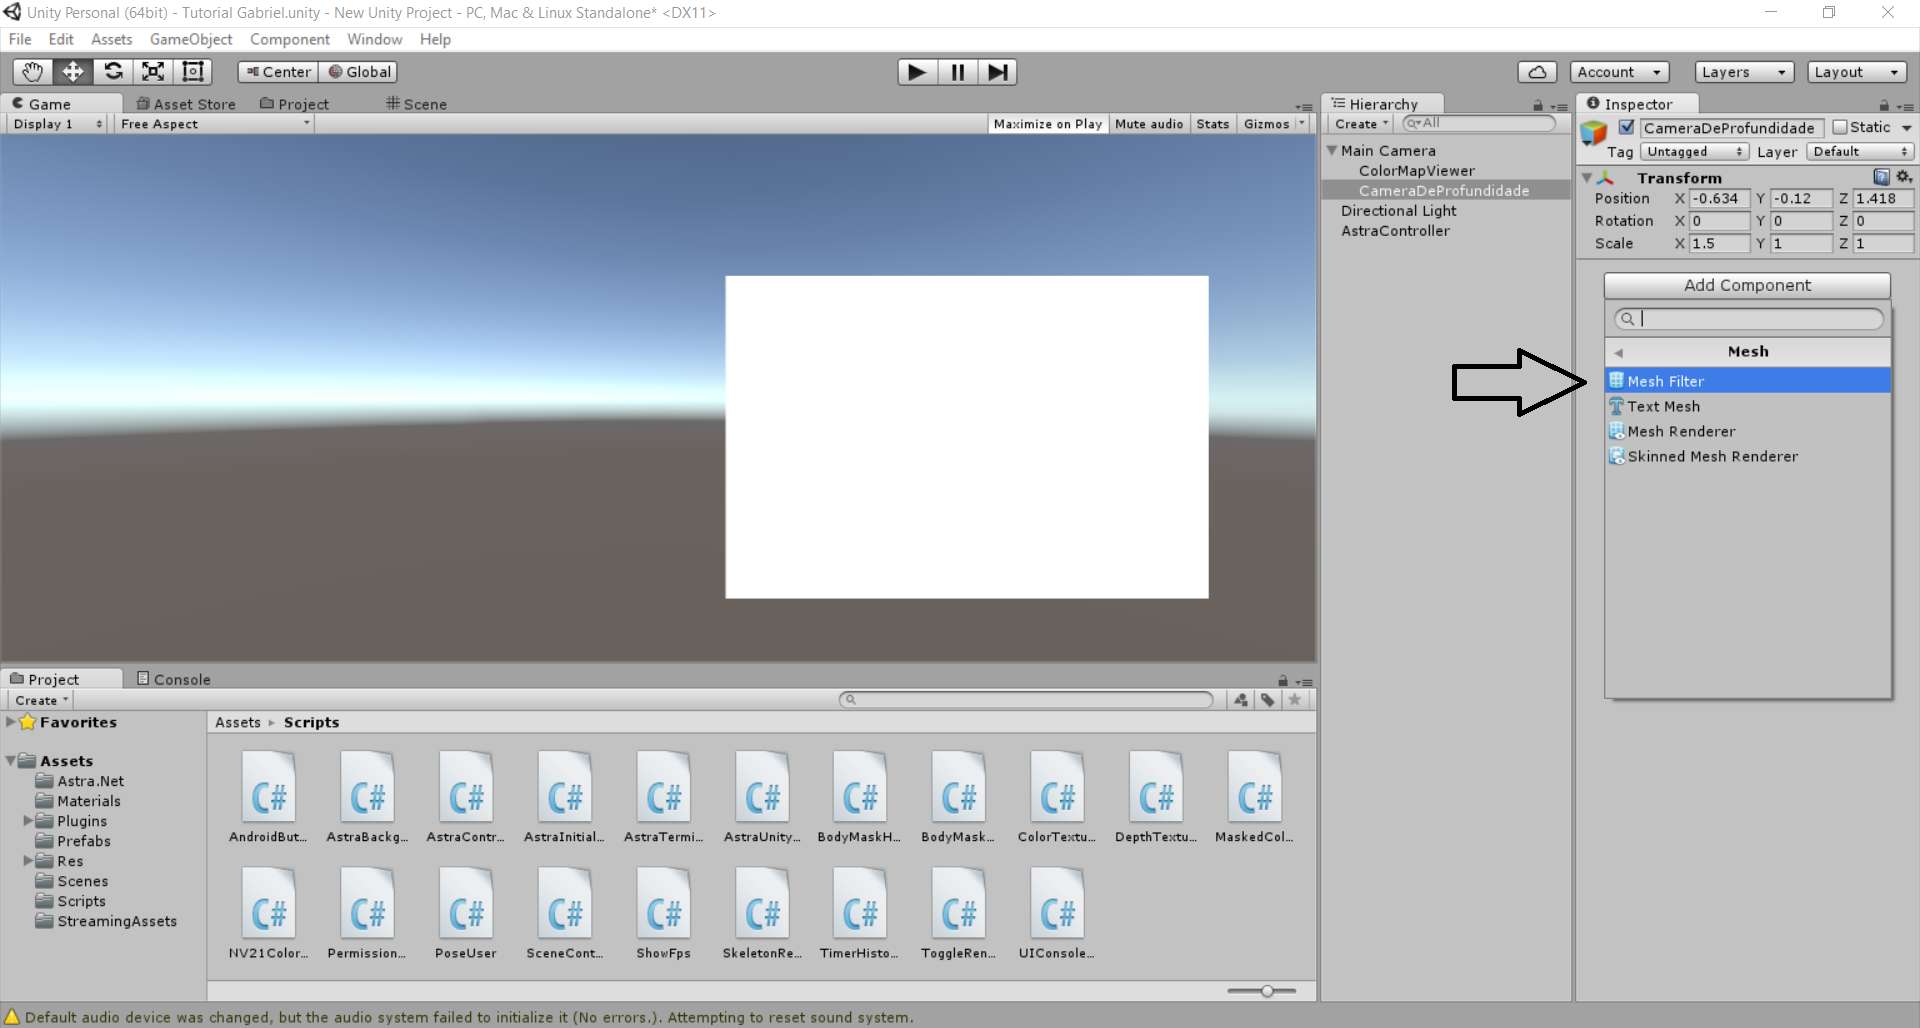 Unity Personal (64bit) - Tutorial Gabriel.unity - New Unity Project - PC, Mac & Linux Standalone* <DX11>
File Edit Assets GameObject Component Window Help
Center Global
Account Layers Layout
Game Asset Store Project Scene
Display 1 Free Aspect Maximize on Play Mute audio Stats Gizmos
Hierarchy
Create All
Main Camera
ColorMapViewer
CameraDeProfundidade
Directional Light
AstraController
Inspector
CameraDeProfundidade Static
Tag Untagged Layer Default
Transform
Position X -0.634 Y -0.12 Z 1.418
Rotation X 0 Y 0 Z 0
Scale X 1.5 Y 1 Z 1
Add Component
Mesh
Mesh Filter
Text Mesh
Mesh Renderer
Skinned Mesh Renderer
Project Console
Create
Favorites
Assets
Astra.Net
Materials
Plugins
Prefabs
Res
Scenes
Scripts
StreamingAssets
Assets Scripts
C# C# C# C# C# C# C# C# C# C# C#
AndroidBut... AstraBackg... AstraContr... AstraInitial... AstraTermi... AstraUnity... BodyMaskH... BodyMask... ColorTextu... DepthTextu... MaskedCol...
C# C# C# C# C# C# C# C# C#
NV21Color... Permission... PoseUser SceneCont... ShowFps SkeletonRe... TimerHisto... ToggleRen... UIConsole...
Default audio device was changed, but the audio system failed to initialize it (No errors.). Attempting to reset sound system.